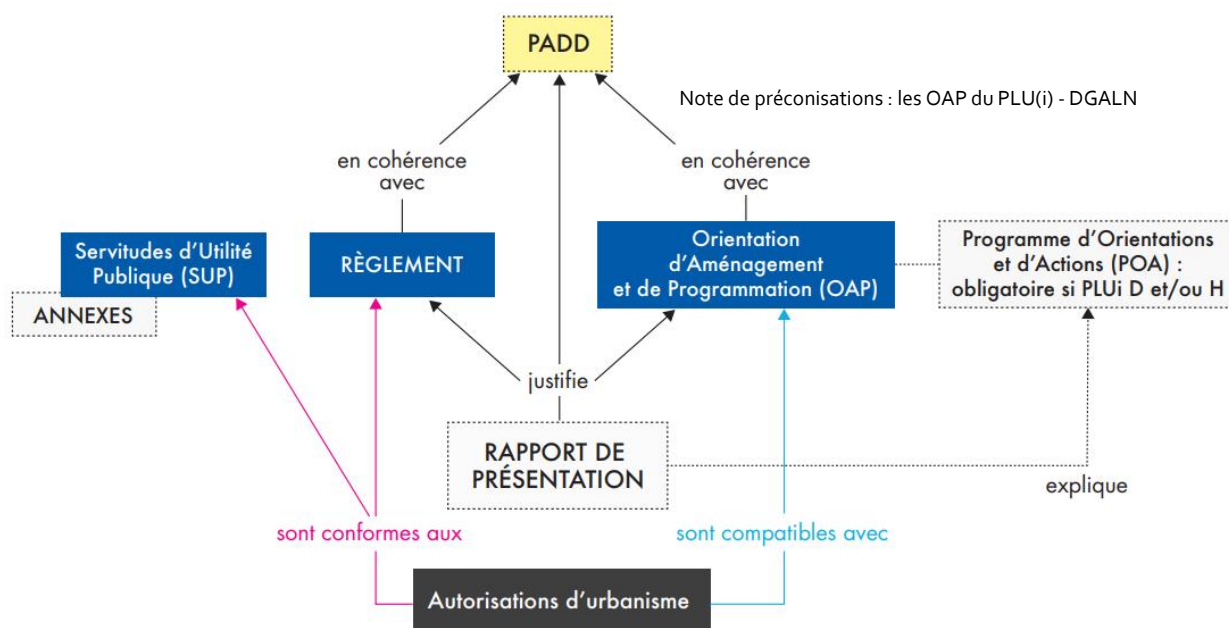 PADD
Note de préconisations : les OAP du PLU(i) - DGALN
en cohérence
avec
en cohérence
avec
Servitudes d’Utilité
Publique (SUP)
ANNEXES
RÈGLEMENT
Orientation
d’Aménagement
et de Programmation (OAP)
Programme d’Orientations
et d’Actions (POA) :
obligatoire si PLUi D et/ou H
justifie
RAPPORT DE
PRÉSENTATION
explique
sont conformes aux
sont compatibles avec
Autorisations d’urbanisme